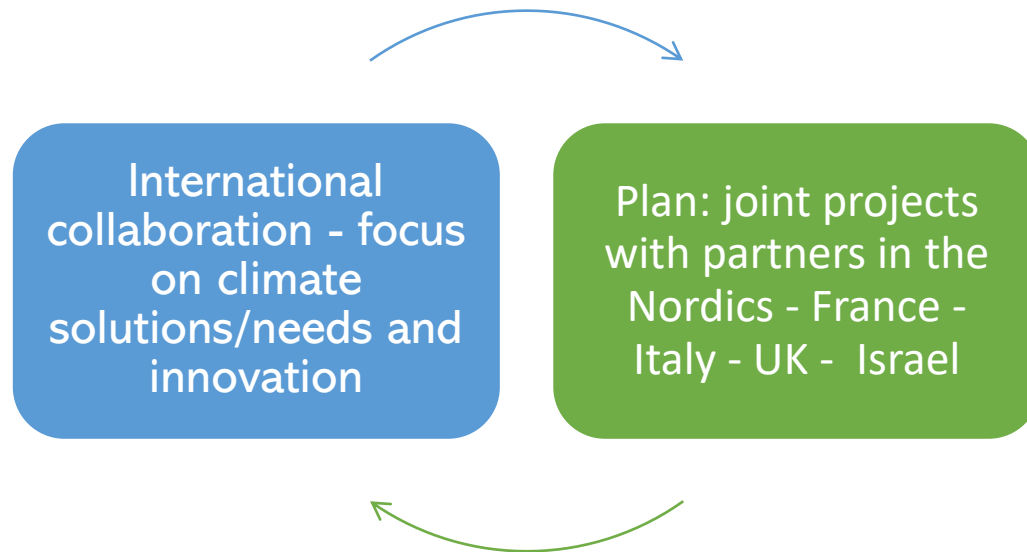 International
collaboration - focus
on climate
solutions/needs and
innovation
Plan: joint projects
with partners in the
Nordics - France -
Italy - UK -  Israel